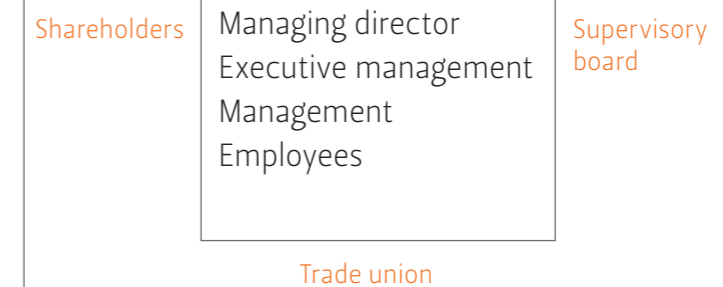 Shareholders
Managing director
Executive management
Management
Employees
Supervisory
board
Trade union